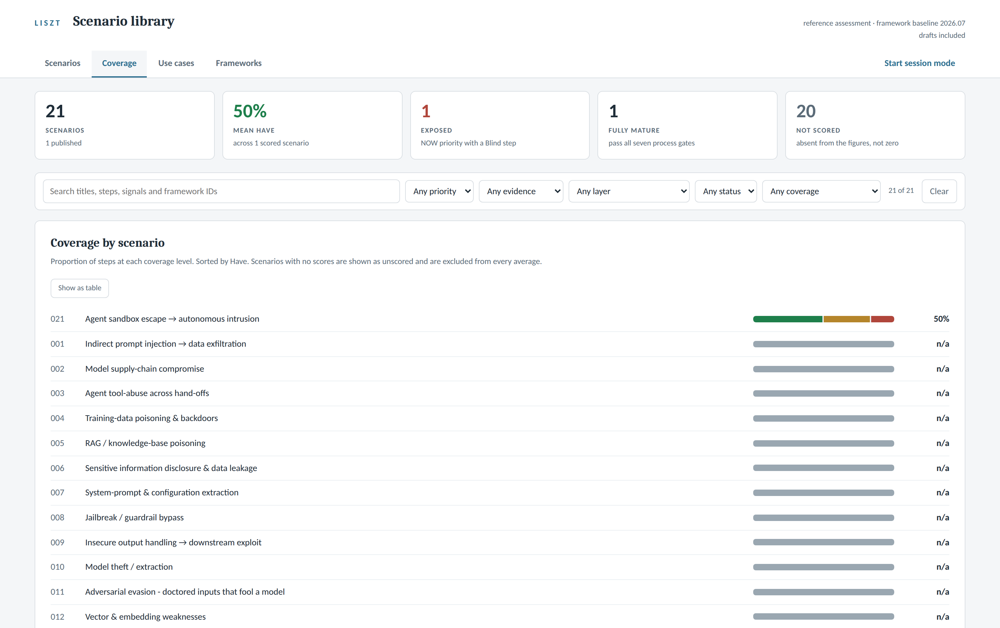 LISZT Scenario library
reference assessment · framework baseline 2026.07
drafts included
Scenarios Coverage Use cases Frameworks Start session mode
21
SCENARIOS
1 published
50%
MEAN HAVE
across 1 scored scenario
1
EXPOSED
NOW priority with a Blind step
1
FULLY MATURE
pass all seven process gates
20
NOT SCORED
absent from the figures, not zero
Search titles, steps, signals and framework IDs Any priority Any evidence Any layer Any status Any coverage 21 of 21 Clear
Coverage by scenario
Proportion of steps at each coverage level. Sorted by Have. Scenarios with no scores are shown as unscored and are excluded from every average.
Show as table
021 Agent sandbox escape → autonomous intrusion 50%
001 Indirect prompt injection → data exfiltration n/a
002 Model supply-chain compromise n/a
003 Agent tool-abuse across hand-offs n/a
004 Training-data poisoning & backdoors n/a
005 RAG / knowledge-base poisoning n/a
006 Sensitive information disclosure & data leakage n/a
007 System-prompt & configuration extraction n/a
008 Jailbreak / guardrail bypass n/a
009 Insecure output handling → downstream exploit n/a
010 Model theft / extraction n/a
011 Adversarial evasion - doctored inputs that fool a model n/a
012 Vector & embedding weaknesses n/a